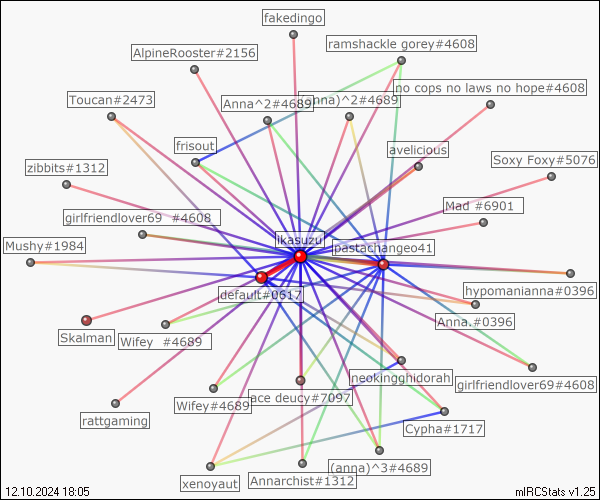 fakedingo
ramshackle gorey#4608
AlpineRooster#2156
no cops no laws no hope#4608
Toucan#2473
Anna^2#4689
(anna)^2#4689
frisout
avelicious
Soxy Foxy#5076
zibbits#1312
Mad #6901
girlfriendlover69 #4608
ikasuzu
Mushy#1984
pastachangeo41
default#0617
hypomanianna#0396
Skalman
Wifey #4689
Anna.#0396
neokingghidorah
girlfriendlover69#4608
rattgaming
Wifey#4689
ace deucy#7097
Cypha#1717
xenoyaut
Annarchist#1312
(anna)^3#4689
12.10.2024 18:05
mIRCStats v1.25